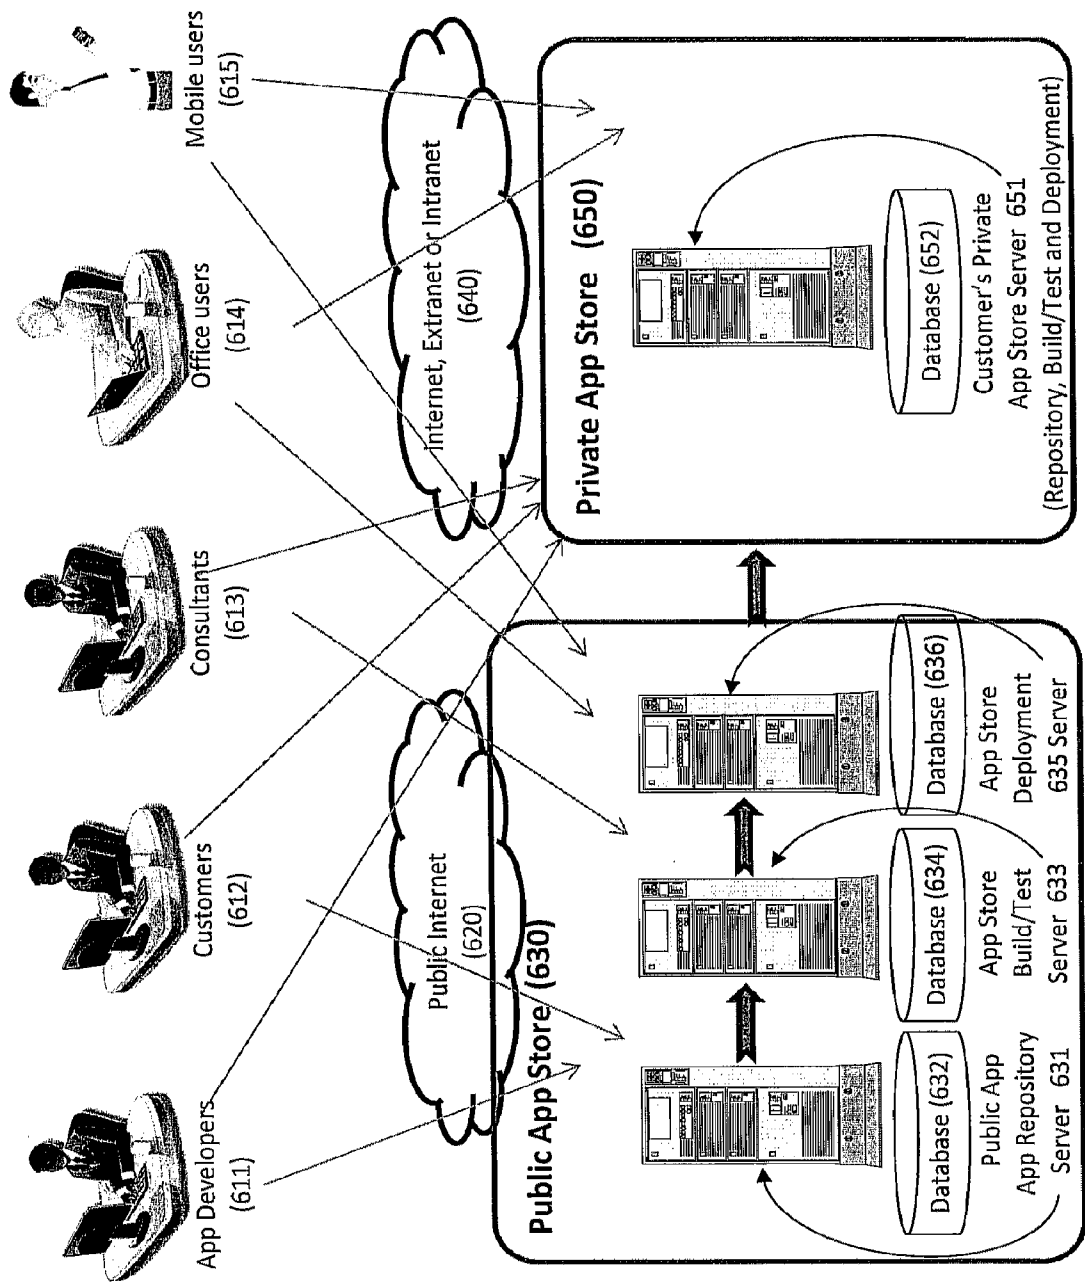 App Developers
(611)
Customers
(612)
Consultants
(613)
Office users
(614)
Mobile users
(615)
Public Internet
(620)
Internet, Extranet or Intranet
(640)
Public App Store (630)
Database (632)
Public App
App Repository
Server 631
Database (634)
App Store
Build/Test
Server 633
Database (636)
App Store
Deployment
635 Server
Private App Store (650)
Database (652)
Customer's Private
App Store Server 651
(Repository, Build/Test and Deployment)